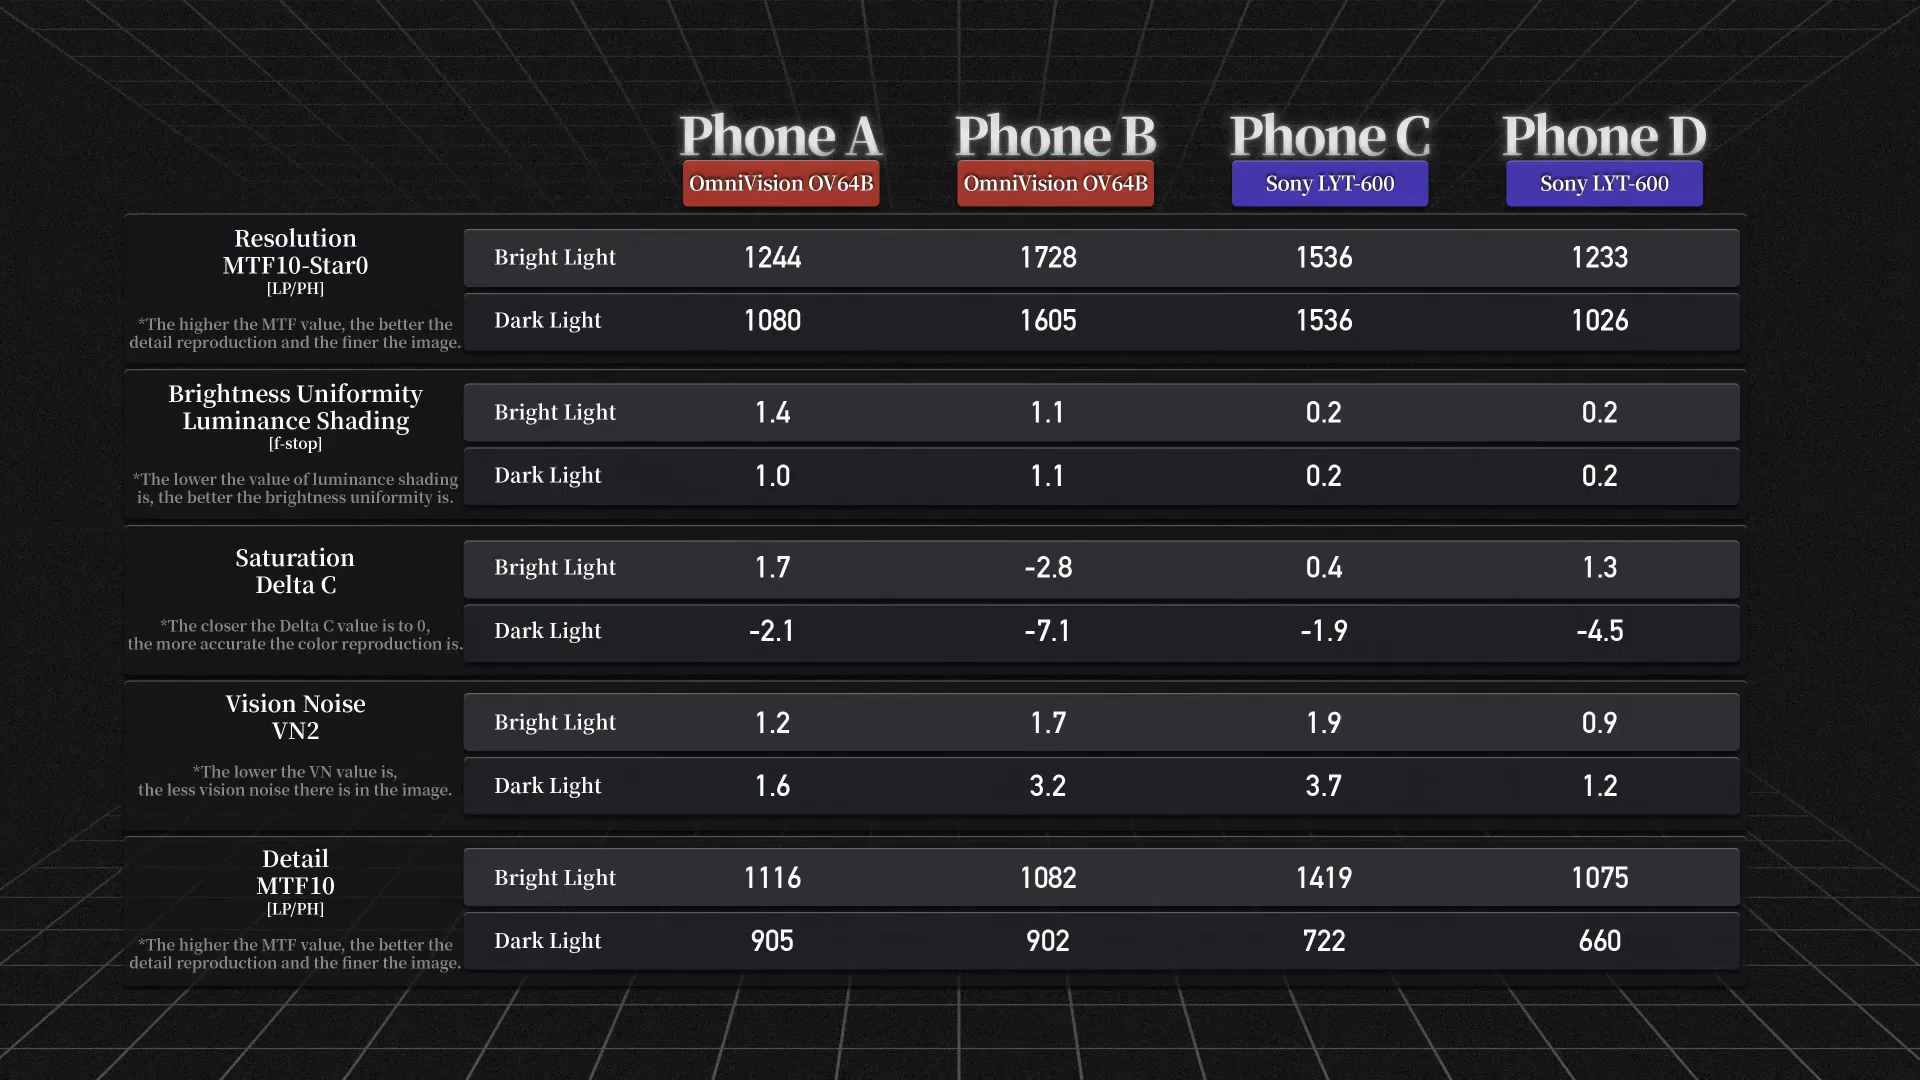 Phone A Phone B Phone C Phone D
OmniVision OV64B OmniVision OV64B Sony LYT-600 Sony LYT-600
Resolution
MTF10-Star0
[LP/PH]
*The higher the MTF value, the better the
detail reproduction and the finer the image.
Bright Light 1244 1728 1536 1233
Dark Light 1080 1605 1536 1026
Brightness Uniformity
Luminance Shading
[f-stop]
*The lower the value of luminance shading
is, the better the brightness uniformity is.
Bright Light 1.4 1.1 0.2 0.2
Dark Light 1.0 1.1 0.2 0.2
Saturation
Delta C
*The closer the Delta C value is to 0,
the more accurate the color reproduction is.
Bright Light 1.7 -2.8 0.4 1.3
Dark Light -2.1 -7.1 -1.9 -4.5
Vision Noise
VN2
*The lower the VN value is,
the less vision noise there is in the image.
Bright Light 1.2 1.7 1.9 0.9
Dark Light 1.6 3.2 3.7 1.2
Detail
MTF10
[LP/PH]
*The higher the MTF value, the better the
detail reproduction and the finer the image.
Bright Light 1116 1082 1419 1075
Dark Light 905 902 722 660